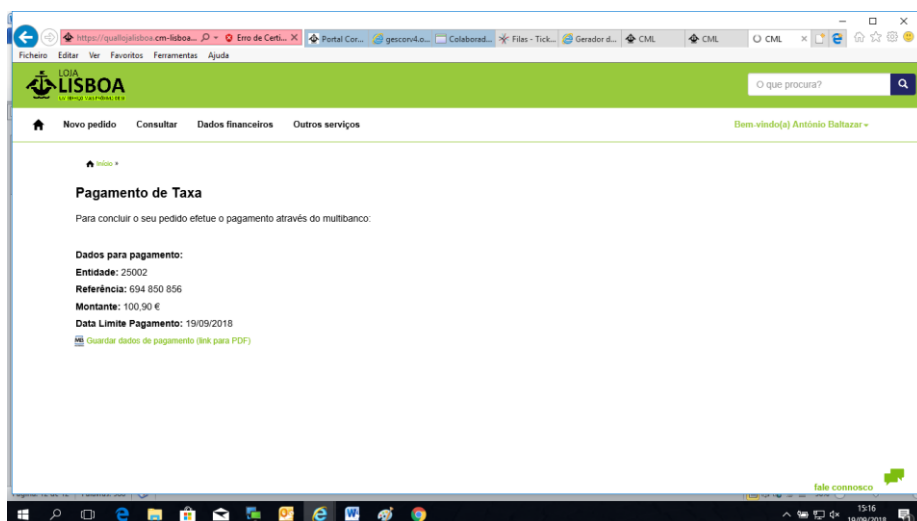 https://quallojalisboa.cm-lisboa... Erro de Certi...
Portal Cor...
gescorv4.o...
Colaborad...
Filas - Tick...
Gerador d...
CML
CML
CML
Ficheiro Editar Ver Favoritos Ferramentas Ajuda
LOJA
LISBOA
O que procura?
Novo pedido Consultar Dados financeiros Outros serviços
Bem-vindo(a) António Baltazar
início »
Pagamento de Taxa
Para concluir o seu pedido efetue o pagamento através do multibanco:
Dados para pagamento:
Entidade: 25002
Referência: 694 850 856
Montante: 100,90 €
Data Limite Pagamento: 19/09/2018
Guardar dados de pagamento (link para PDF)
fale connosco
15:16
19/09/2018